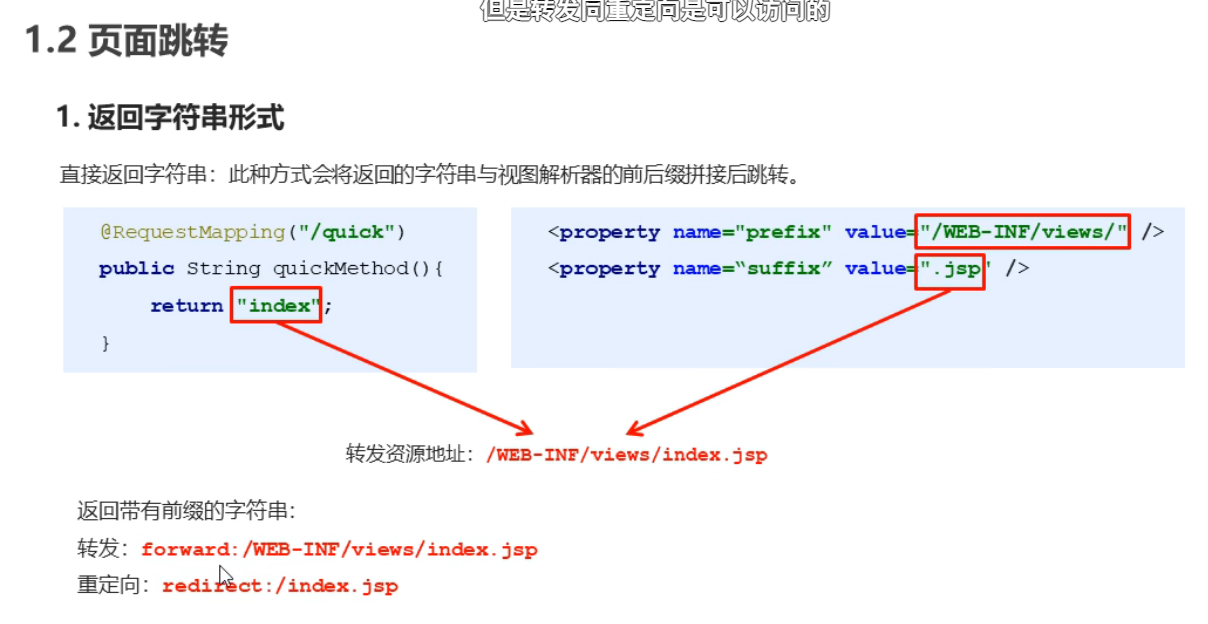 但是转发同重定向是可以访问的
1.2 页面跳转
1. 返回字符串形式
直接返回字符串：此种方式会将返回的字符串与视图解析器的前后缀拼接后跳转。
@RequestMapping("/quick")
public String quickMethod(){
return "index";
}
<property name="prefix" value="/WEB-INF/views/" />
<property name=“suffix” value=".jsp" />
转发资源地址：/WEB-INF/views/index.jsp
返回带有前缀的字符串：
转发：forward:/WEB-INF/views/index.jsp
重定向：redirect:/index.jsp